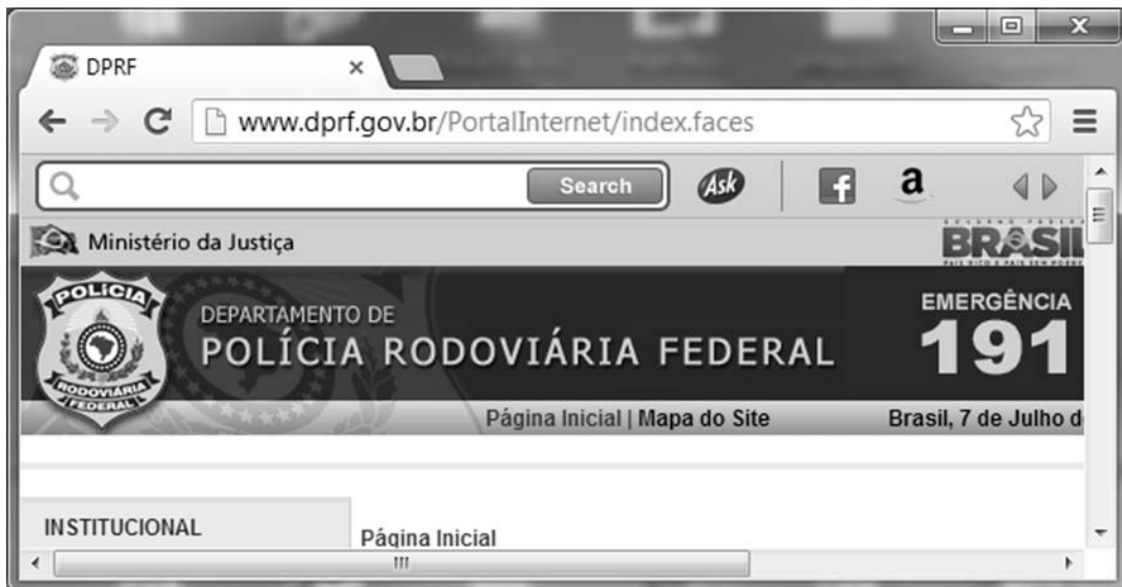 DPRF
www.dprf.gov.br/PortalInternet/index.faces
Search Ask f a
Ministério da Justiça
BRASIL
POLÍCIA
RODOVIÁRIA
FEDERAL
DEPARTAMENTO DE
POLÍCIA RODOVIÁRIA FEDERAL
EMERGÊNCIA
191
Página Inicial | Mapa do Site
Brasil, 7 de Julho d
INSTITUCIONAL
Página Inicial